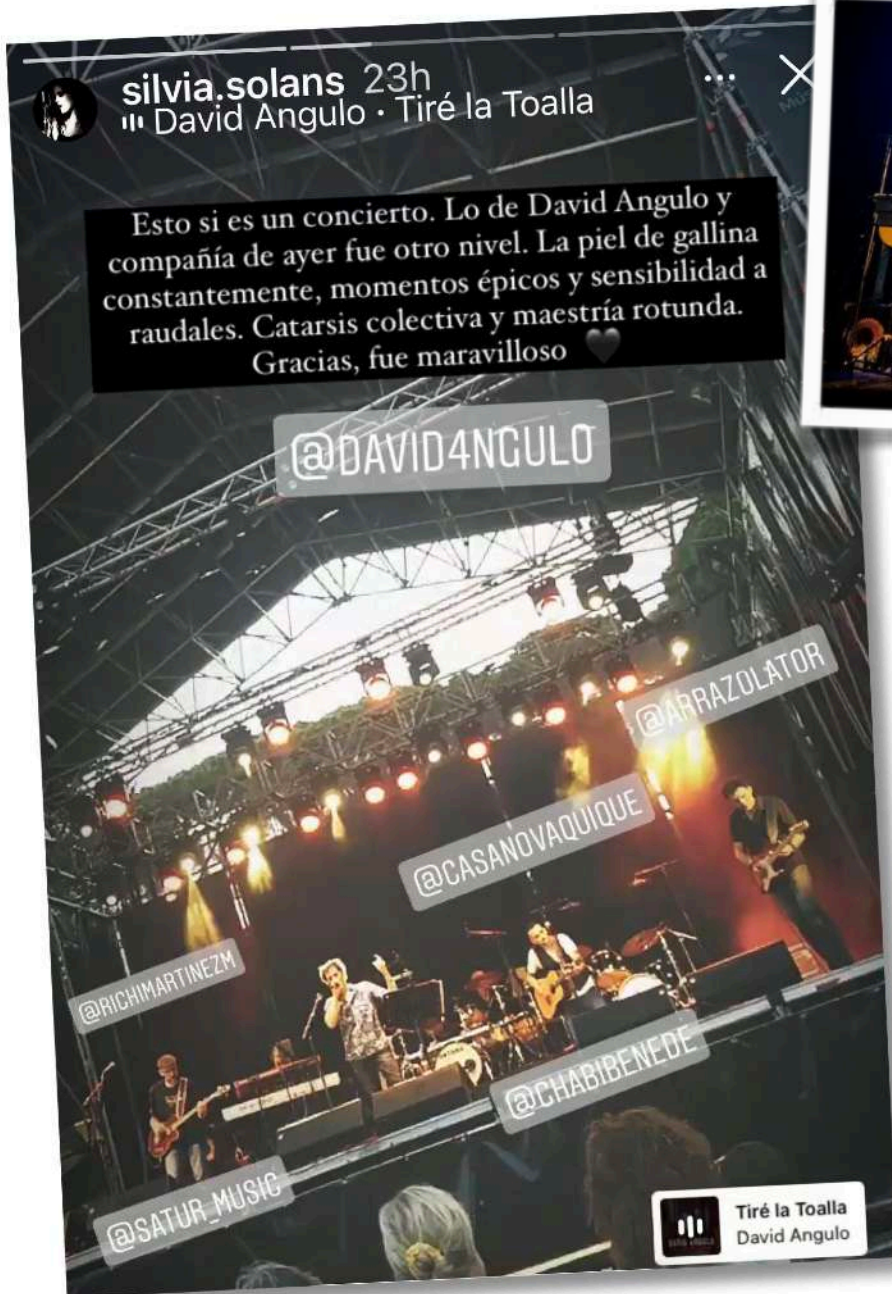 silvia.solans 23h
David Angulo • Tiré la Toalla
Esto si es un concierto. Lo de David Angulo y
compañía de ayer fue otro nivel. La piel de gallina
constantemente, momentos épicos y sensibilidad a
raudales. Catarsis colectiva y maestría rotunda.
Gracias, fue maravilloso 🖤
@DAVID4NGULO
@ARRAZOLATOR
@CASANOVAQUIQUE
@RICHIMARTINEZM
@CHABIBENEDE
@SATUR_MUSIC
Tiré la Toalla
David Angulo